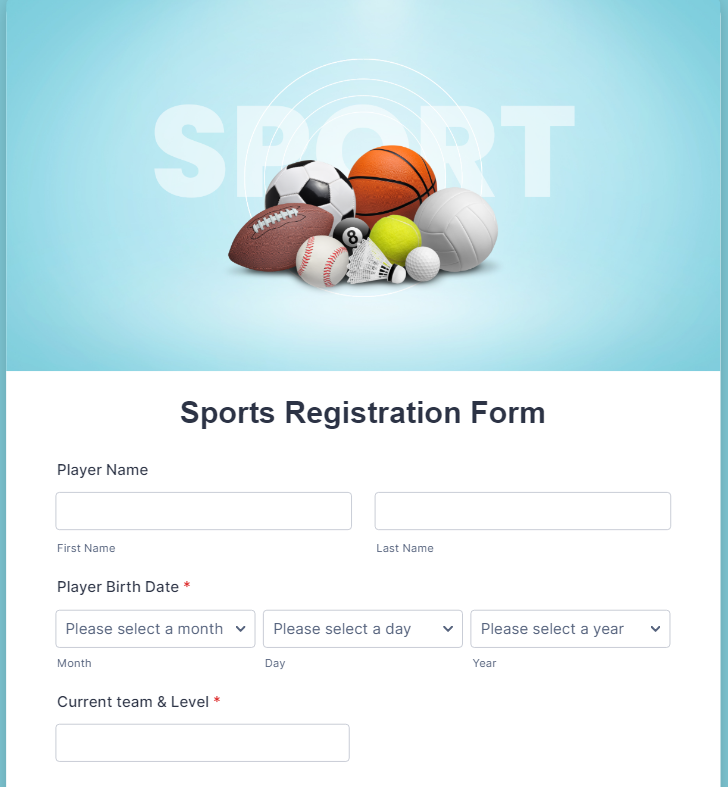 SPORT
8
Sports Registration Form
Player Name
First Name Last Name
Player Birth Date *
Please select a month Please select a day Please select a year
Month Day Year
Current team & Level *